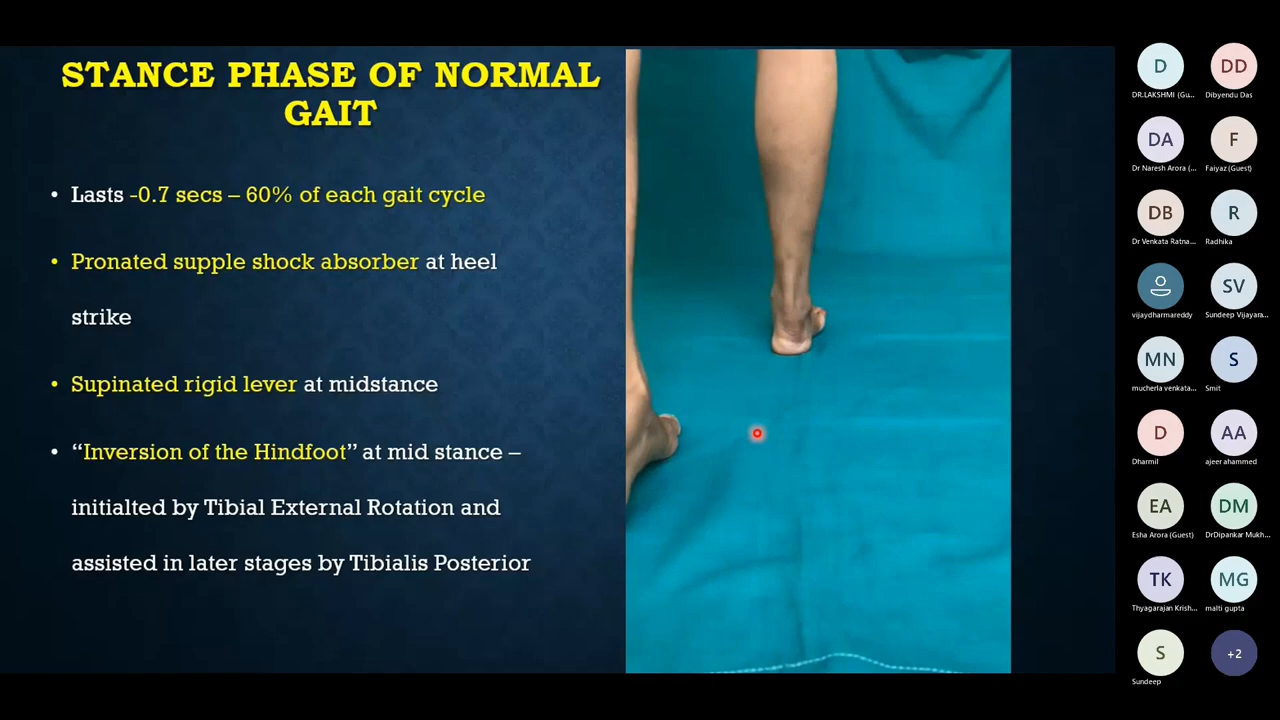 STANCE PHASE OF NORMAL
GAIT
• Lasts -0.7 secs – 60% of each gait cycle
• Pronated supple shock absorber at heel
strike
• Supinated rigid lever at midstance
• “Inversion of the Hindfoot” at mid stance –
initialted by Tibial External Rotation and
assisted in later stages by Tibialis Posterior
D DD
DR.LAKSHMI (Gu... Dibyendu Das
DA F
Dr Naresh Arora (... Faiyaz (Guest)
DB R
Dr Venkata Ratna... Radhika
SV
vijaydharmareddy Sundeep Vijayara...
MN S
mucherla venkata... Smit
D AA
Dharmil ajeer ahammed
EA DM
Esha Arora (Guest) DrDipankar Mukh...
TK MG
Thyagarajan Krish... malti gupta
S +2
Sundeep